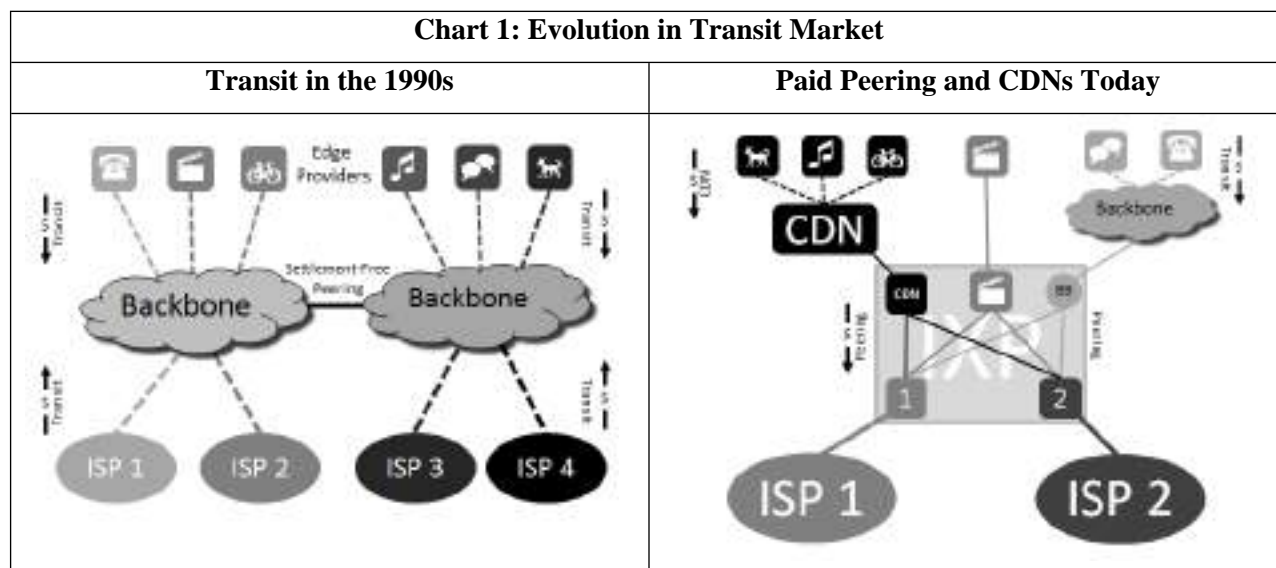 Chart 1: Evolution in Transit Market
Transit in the 1990s
Paid Peering and CDNs Today
Edge
Providers
Transit
Transit
Settlement-Free
Peering
Backbone
Backbone
Transit
Transit
ISP 1
ISP 2
ISP 3
ISP 4
$
Transit
Backbone
CDN
CDN
BB
Peering
IXP
1
2
ISP 1
ISP 2